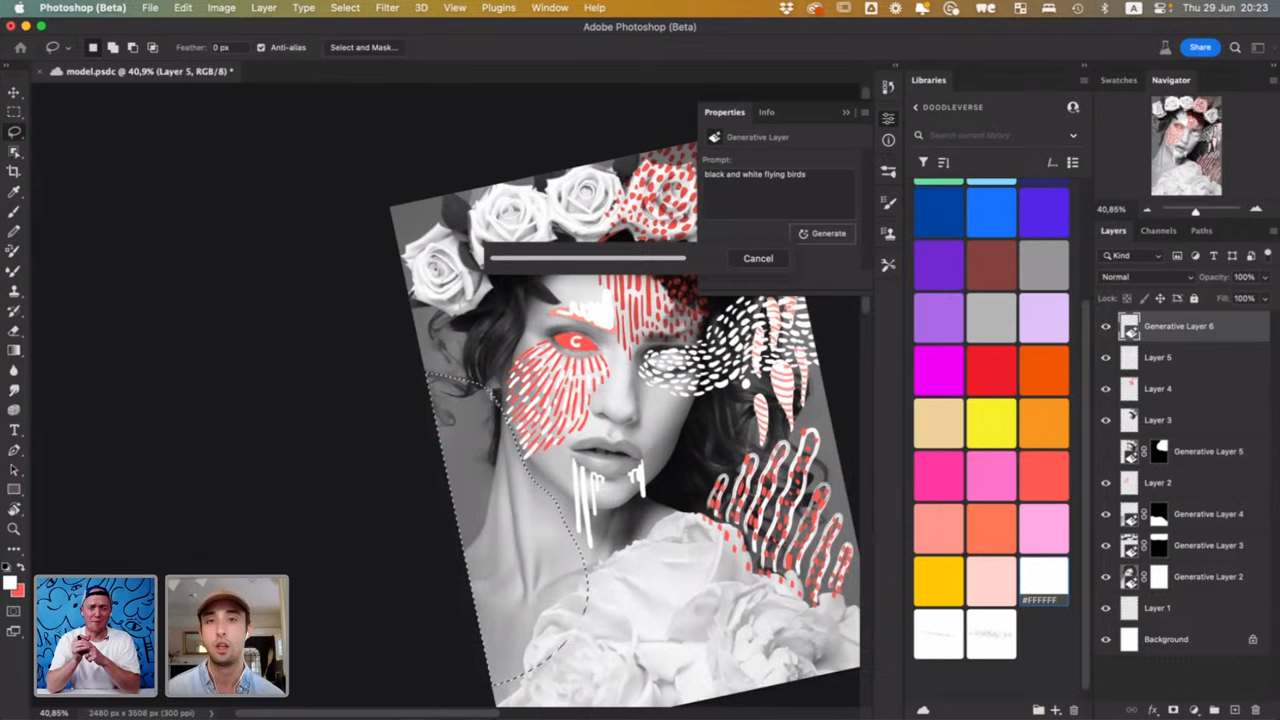 Photoshop (Beta) File Edit Image Layer Type Select Filter 3D View Plugins Window Help A Thu 29 Jun 20:23
Adobe Photoshop (Beta)
Feather: 0 px Anti-alias Select and Mask... Share
× model.psdc @ 40,9% (Layer 5, RGB/8) *
Libraries
Swatches Navigator
DOODLEVERSE
Search current library
Properties Info
Generative Layer
Prompt:
black and white flying birds
Generate
Cancel
40,85%
Layers Channels Paths
Kind
Normal Opacity: 100%
Lock: Fill: 100%
Generative Layer 6
Layer 5
Layer 4
Layer 3
Generative Layer 5
Layer 2
Generative Layer 4
Generative Layer 3
Generative Layer 2
Layer 1
Background
#FFFFFF
40,85% 2480 px x 3508 px (300 ppi)